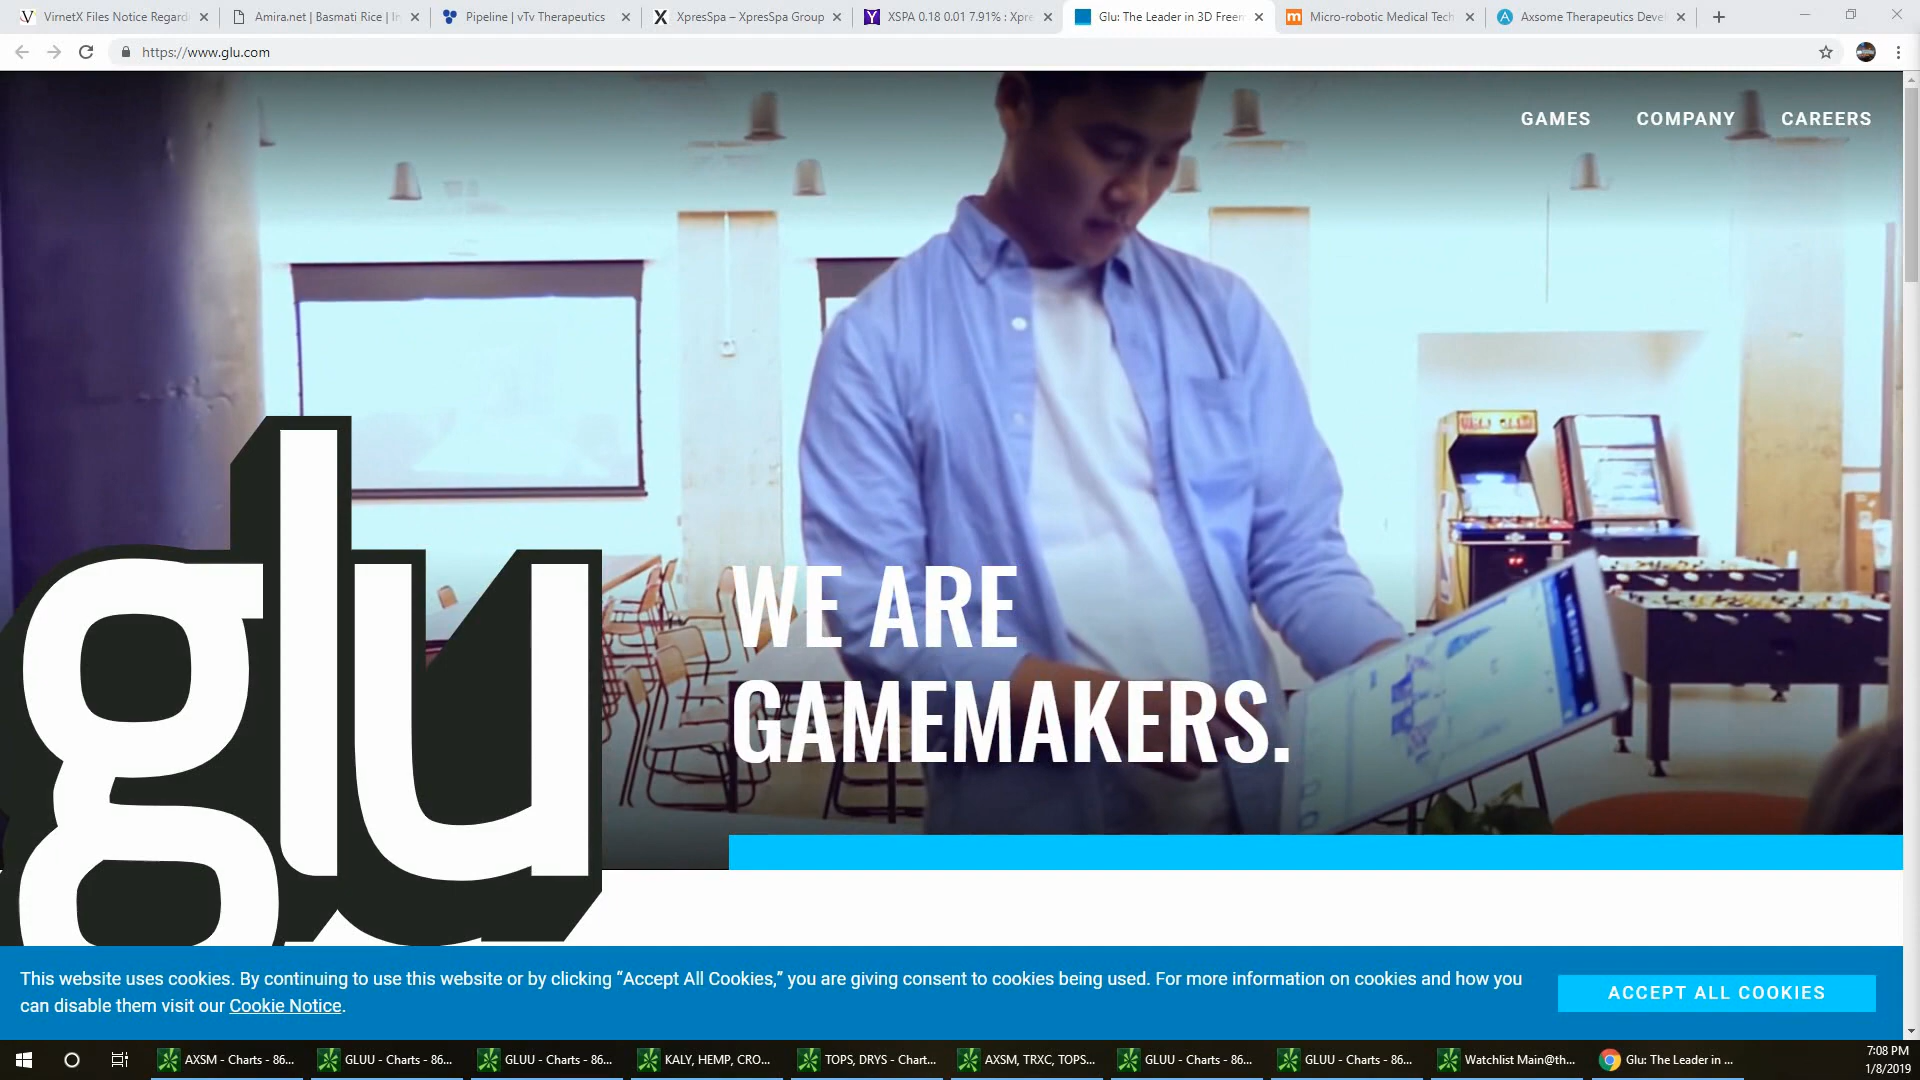 VirnetX Files Notice Regard
Amira.net | Basmati Rice | In
Pipeline | vTv Therapeutics
XpresSpa – XpresSpa Group
XSPA 0.18 0.01 7.91% : Xpre
Glu: The Leader in 3D Freem
Micro-robotic Medical Tech
Axsome Therapeutics Devel
https://www.glu.com
GAMES COMPANY CAREERS
glu
WE ARE
GAMEMAKERS.
This website uses cookies. By continuing to use this website or by clicking “Accept All Cookies,” you are giving consent to cookies being used. For more information on cookies and how you
can disable them visit our Cookie Notice.
ACCEPT ALL COOKIES
AXSM - Charts - 86...
GLUU - Charts - 86...
GLUU - Charts - 86...
KALY, HEMP, CRO...
TOPS, DRYS - Chart...
AXSM, TRXC, TOPS...
GLUU - Charts - 86...
GLUU - Charts - 86...
Watchlist Main@th...
Glu: The Leader in ...
7:08 PM
1/8/2019